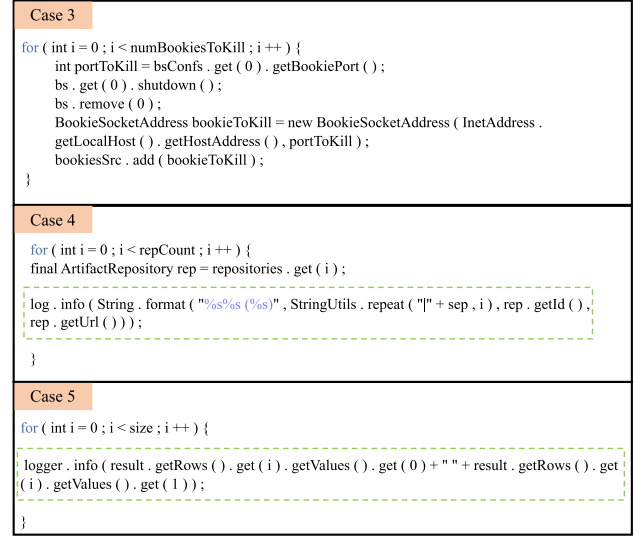 Case 3
for ( int i = 0 ; i < numBookiesToKill ; i ++ ) {
int portToKill = bsConfs . get ( 0 ) . getBookiePort ( ) ;
bs . get ( 0 ) . shutdown ( ) ;
bs . remove ( 0 ) ;
BookieSocketAddress bookieToKill = new BookieSocketAddress ( InetAddress .
getLocalHost ( ) . getHostAddress ( ) , portToKill ) ;
bookiesSrc . add ( bookieToKill ) ;
}
Case 4
for ( int i = 0 ; i < repCount ; i ++ ) {
final ArtifactRepository rep = repositories . get ( i ) ;
log . info ( String . format ( "%s%s (%s)" , StringUtils . repeat ( "|" + sep , i ) , rep . getId ( ) ,
rep . getUrl ( ) ) ) ;
}
Case 5
for ( int i = 0 ; i < size ; i ++ ) {
logger . info ( result . getRows ( ) . get ( i ) . getValues ( ) . get ( 0 ) + " " + result . getRows ( ) . get
( i ) . getValues ( ) . get ( 1 ) ) ;
}